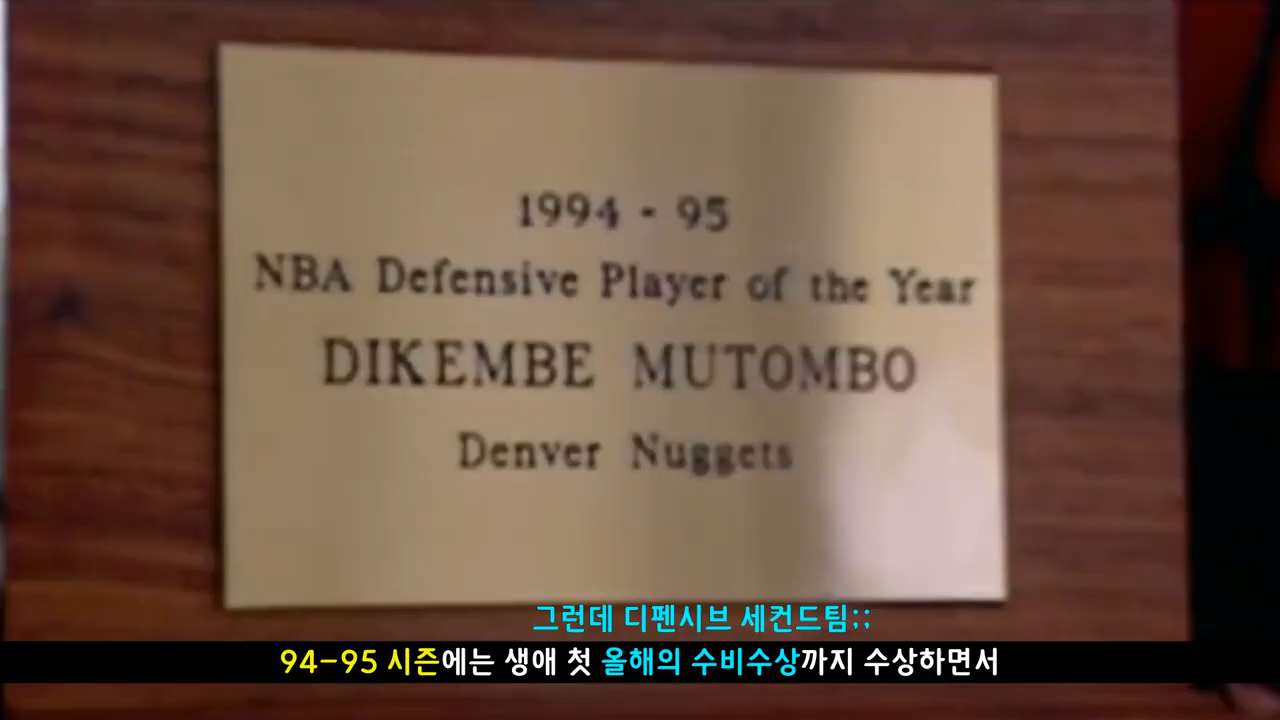 1994 - 95
NBA Defensive Player of the Year
DIKEMBE MUTOMBO
Denver Nuggets
그런데 디펜시브 세컨드팀;;
94-95 시즌에는 생애 첫 올해의 수비수상까지 수상하면서